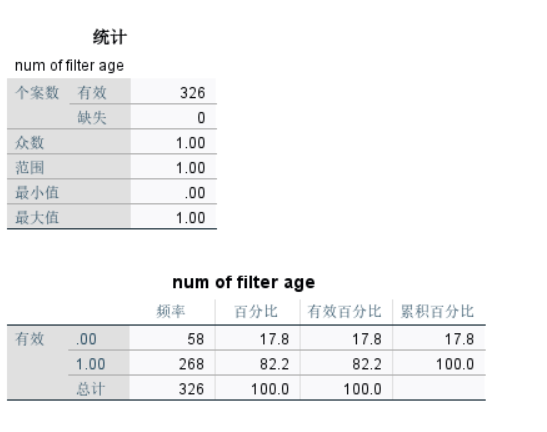 统计
num of filter age
个案数 有效 326
缺失 0
众数 1.00
范围 1.00
最小值 .00
最大值 1.00
num of filter age
频率 百分比 有效百分比 累积百分比
有效 .00 58 17.8 17.8 17.8
1.00 268 82.2 82.2 100.0
总计 326 100.0 100.0